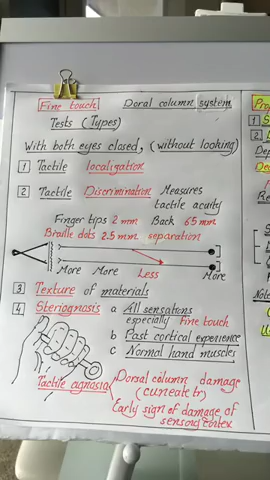 Fine touch Doral column system
Tests (Types)
With both eyes closed, (without looking)
1 Tactile localization
2 Tactile Discrimination Measures
tactile acuity
Finger tips 2 mm Back 65 mm
Braille dots 2.5 mm separation
More More Less More
3 Texture of materials
4 Steriognosis a All sensations
especially Fine touch
b Past cortical experience
c Normal hand muscles
Tactile agnosia Dorsal column damage
(cuneate tr)
Early sign of damage of
sensory cortex